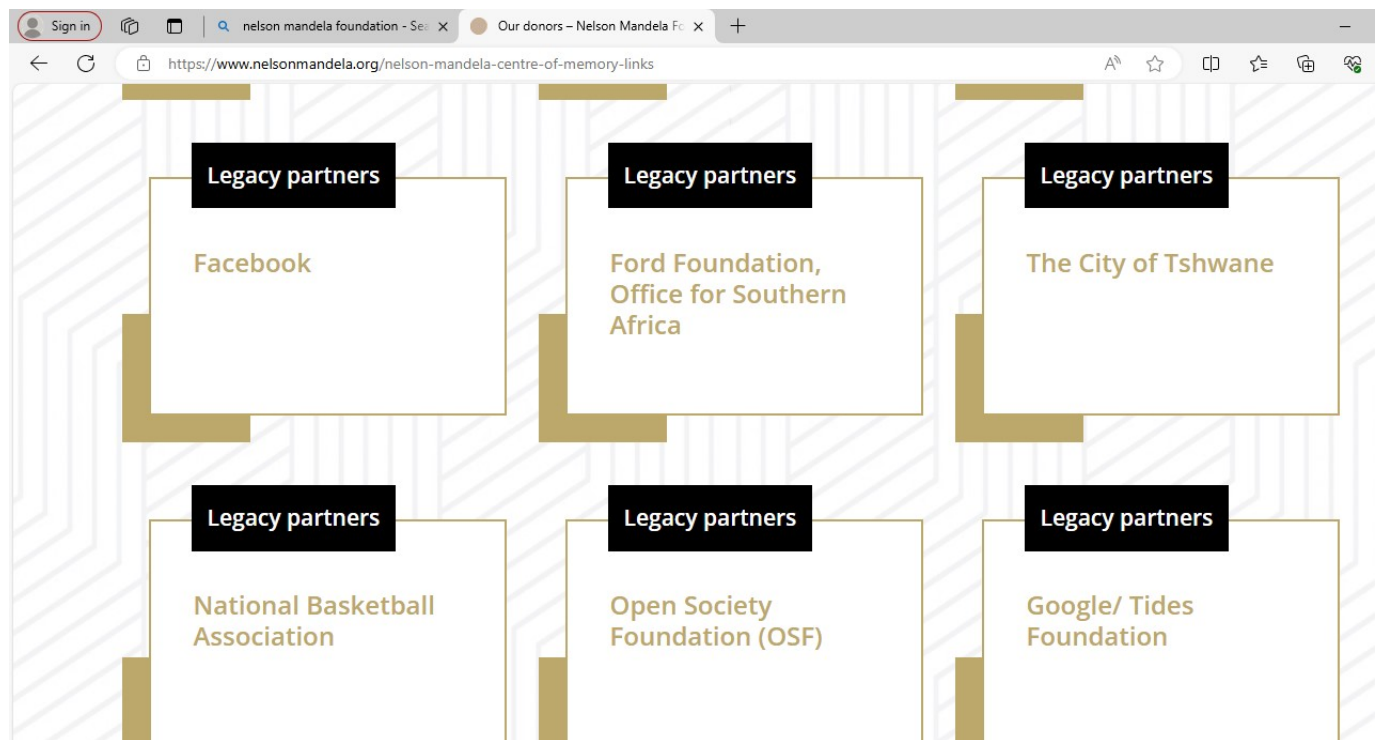 Sign in
nelson mandela foundation - Sea
Our donors – Nelson Mandela Fo
https://www.nelsonmandela.org/nelson-mandela-centre-of-memory-links
Legacy partners
Facebook
Legacy partners
Ford Foundation,
Office for Southern
Africa
Legacy partners
The City of Tshwane
Legacy partners
National Basketball
Association
Legacy partners
Open Society
Foundation (OSF)
Legacy partners
Google/ Tides
Foundation